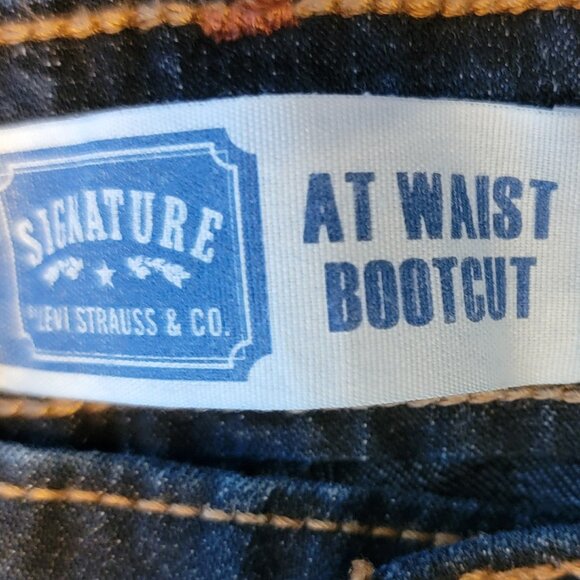 SIGNATURE
BY LEVI STRAUSS & CO.
AT WAIST
BOOTCUT